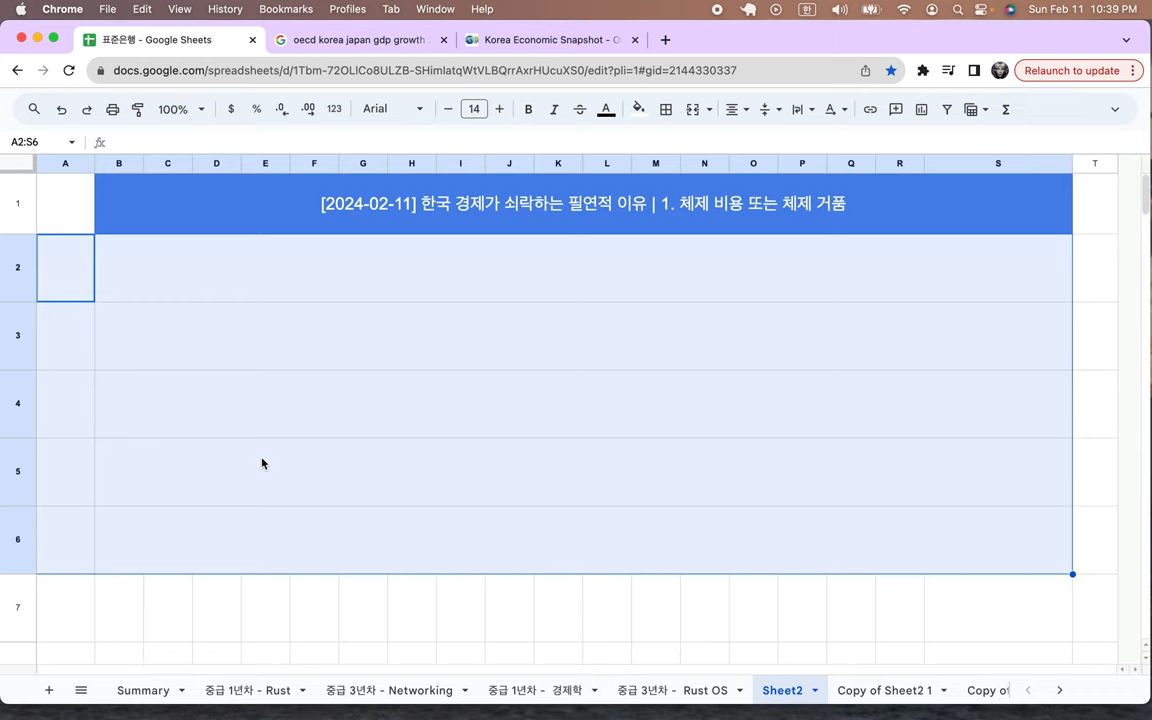 Chrome File Edit View History Bookmarks Profiles Tab Window Help 한 Sun Feb 11 10:39 PM
표준은행 - Google Sheets oecd korea japan gdp growth Korea Economic Snapshot - O
docs.google.com/spreadsheets/d/1Tbm-72OLlCo8ULZB-SHimlatqWtVLBQrrAxrHUcuXS0/edit?pli=1#gid=2144330337 Relaunch to update
100% $ % .0 .00 123 Arial 14 B I S A
A2:S6 fx
A B C D E F G H I J K L M N O P Q R S T
1 [2024-02-11] 한국 경제가 쇠락하는 필연적 이유 | 1. 체제 비용 또는 체제 거품
2
3
4
5
6
7
Summary 중급 1년차 - Rust 중급 3년차 - Networking 중급 1년차 - 경제학 중급 3년차 - Rust OS Sheet2 Copy of Sheet2 1 Copy of